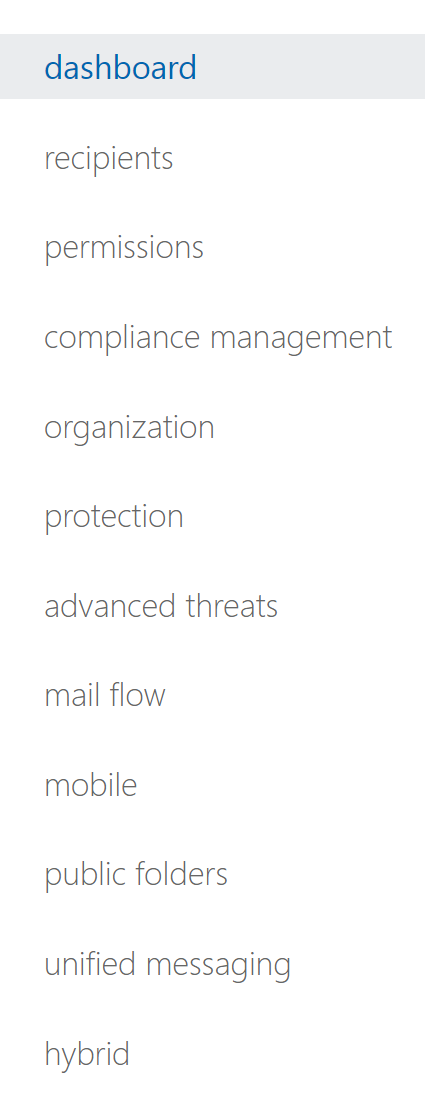 dashboard
recipients
permissions
compliance management
organization
protection
advanced threats
mail flow
mobile
public folders
unified messaging
hybrid